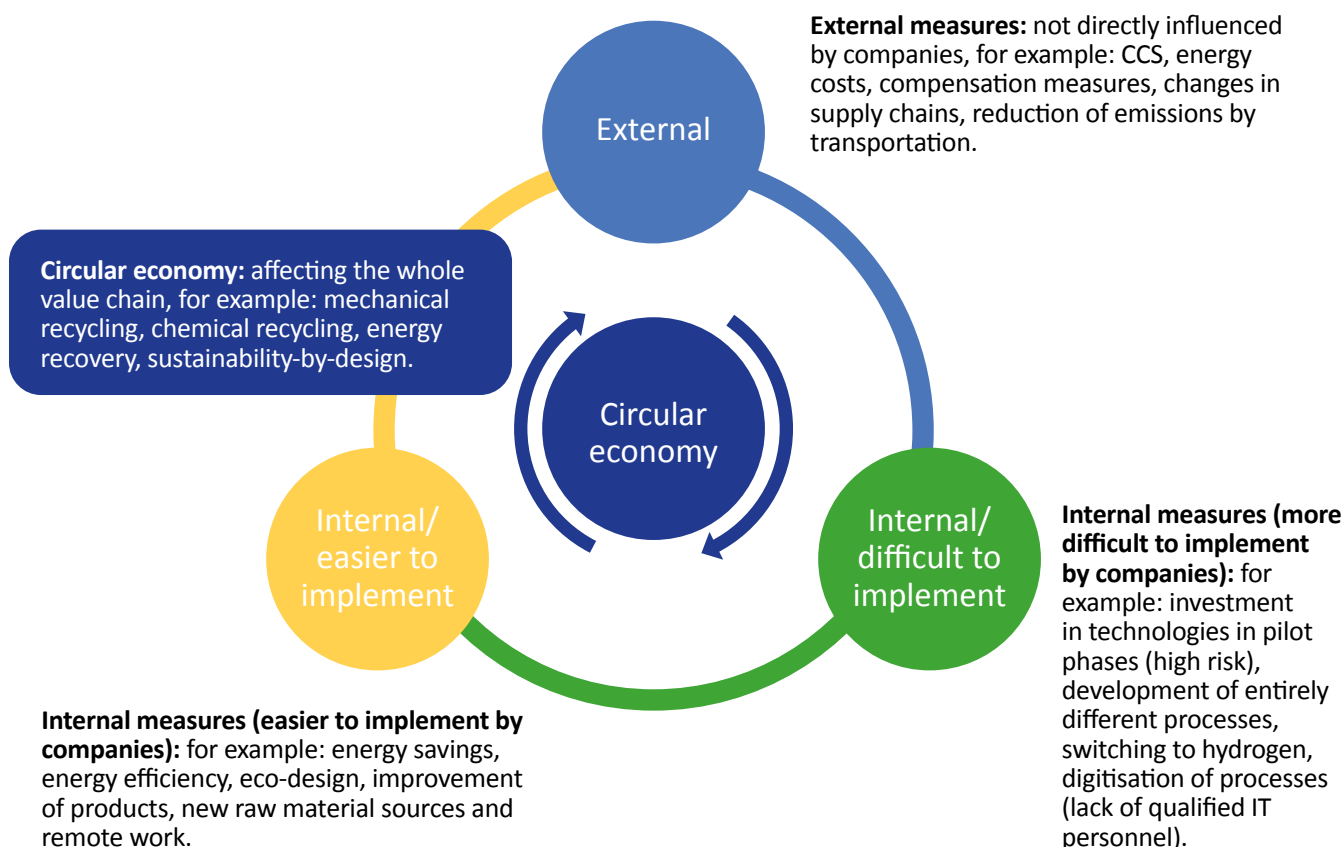 External measures: not directly influenced
by companies, for example: CCS, energy
costs, compensation measures, changes in
supply chains, reduction of emissions by
transportation.
External
Circular economy: affecting the whole
value chain, for example: mechanical
recycling, chemical recycling, energy
recovery, sustainability-by-design.
Circular
economy
Internal/
easier to
implement
Internal/
difficult to
implement
Internal measures (more
difficult to implement
by companies): for
example: investment
in technologies in pilot
phases (high risk),
development of entirely
different processes,
switching to hydrogen,
digitisation of processes
(lack of qualified IT
personnel).
Internal measures (easier to implement by
companies): for example: energy savings,
energy efficiency, eco-design, improvement
of products, new raw material sources and
remote work.